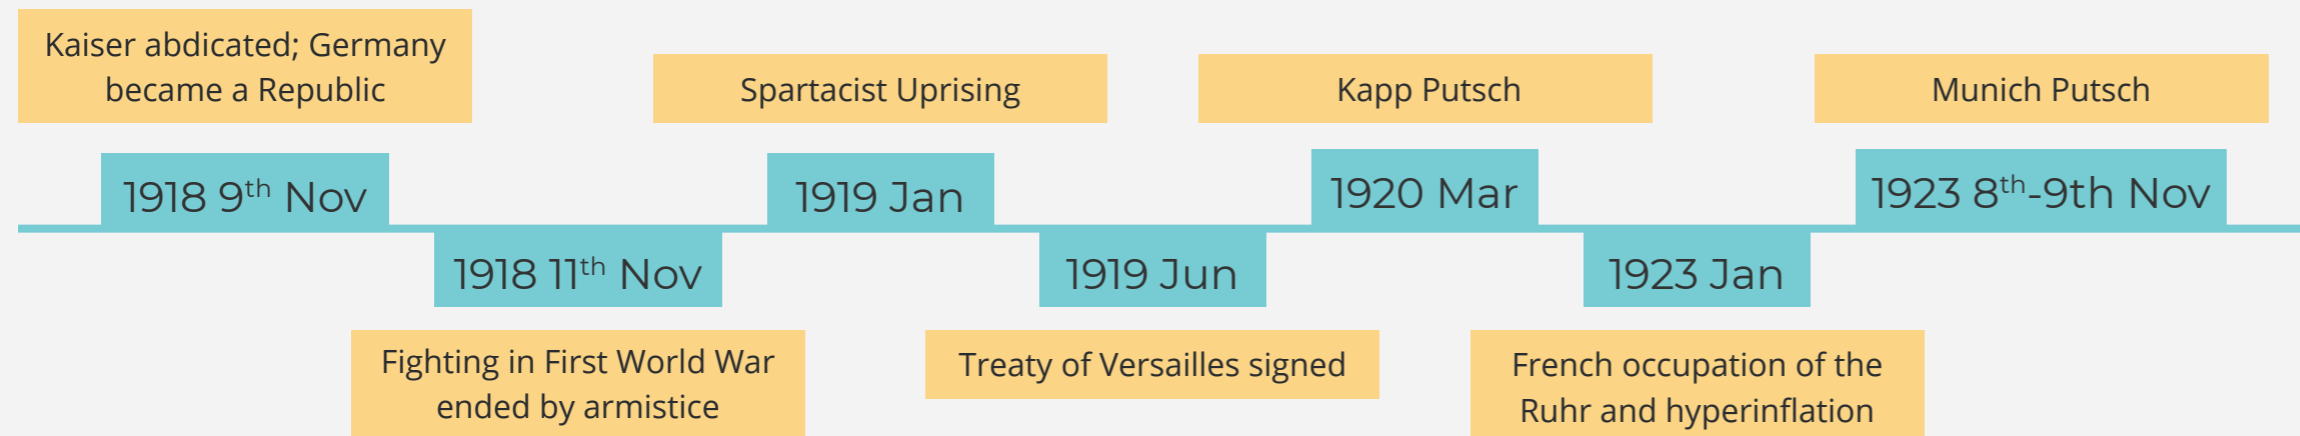 Kaiser abdicated; Germany
became a Republic
1918 9th Nov
1918 11th Nov
Fighting in First World War
ended by armistice
Spartacist Uprising
1919 Jan
1919 Jun
Treaty of Versailles signed
Kapp Putsch
1920 Mar
1923 Jan
French occupation of the
Ruhr and hyperinflation
Munich Putsch
1923 8th-9th Nov